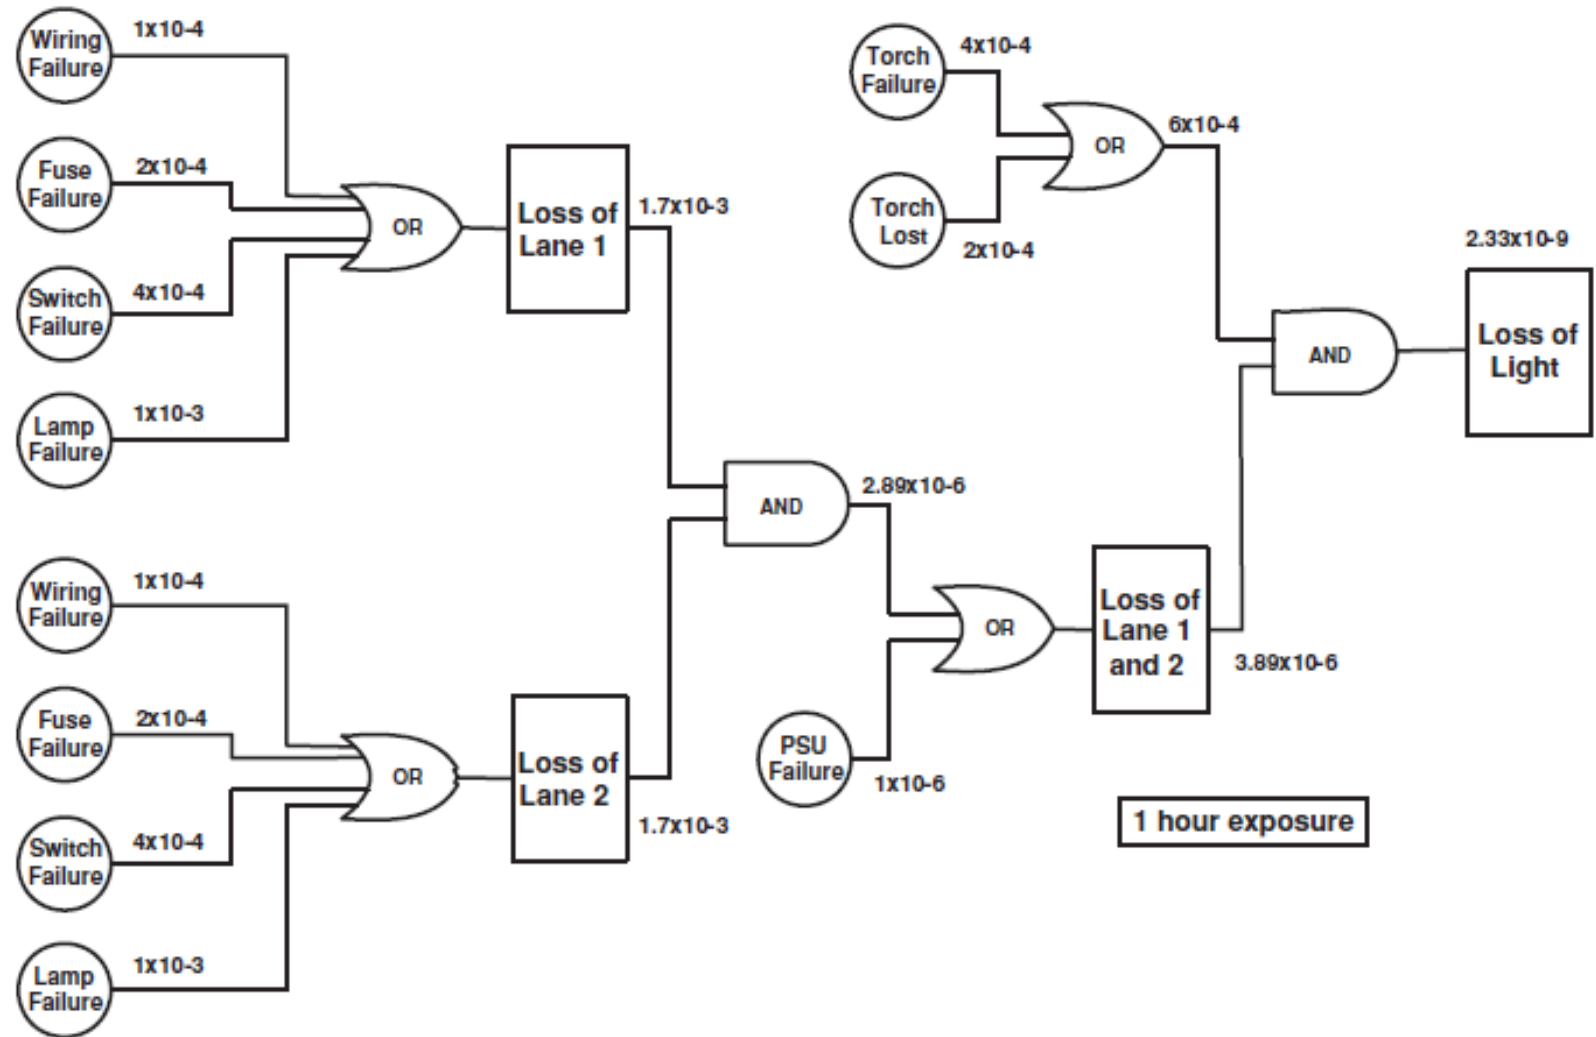 Wiring
Failure
1x10-4
Fuse
Failure
2x10-4
Switch
Failure
4x10-4
Lamp
Failure
1x10-3
OR
Loss of
Lane 1
1.7x10-3
Wiring
Failure
1x10-4
Fuse
Failure
2x10-4
Switch
Failure
4x10-4
Lamp
Failure
1x10-3
OR
Loss of
Lane 2
1.7x10-3
AND
2.89x10-6
PSU
Failure
1x10-6
OR
Loss of
Lane 1
and 2
3.89x10-6
Torch
Failure
4x10-4
Torch
Lost
2x10-4
OR
6x10-4
AND
2.33x10-9
Loss of
Light
1 hour exposure